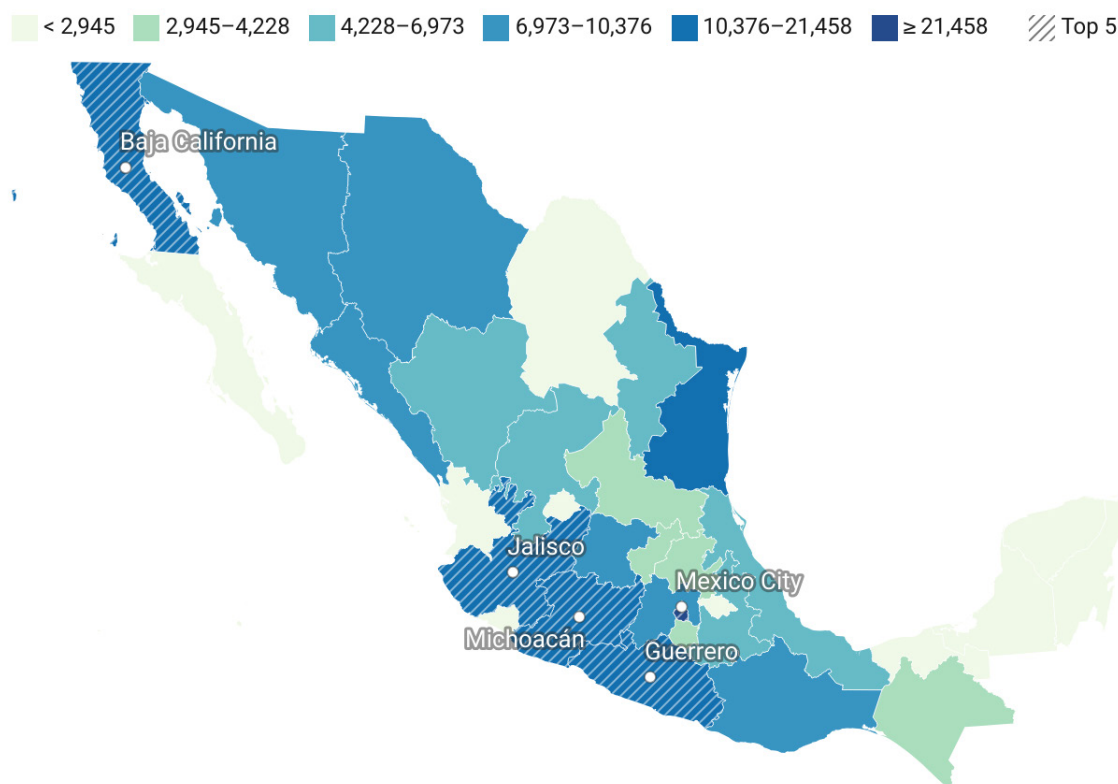 < 2,945 2,945–4,228 4,228–6,973 6,973–10,376 10,376–21,458 ≥ 21,458 Top 5
Baja California
Jalisco
Mexico City
Michoacán
Guerrero